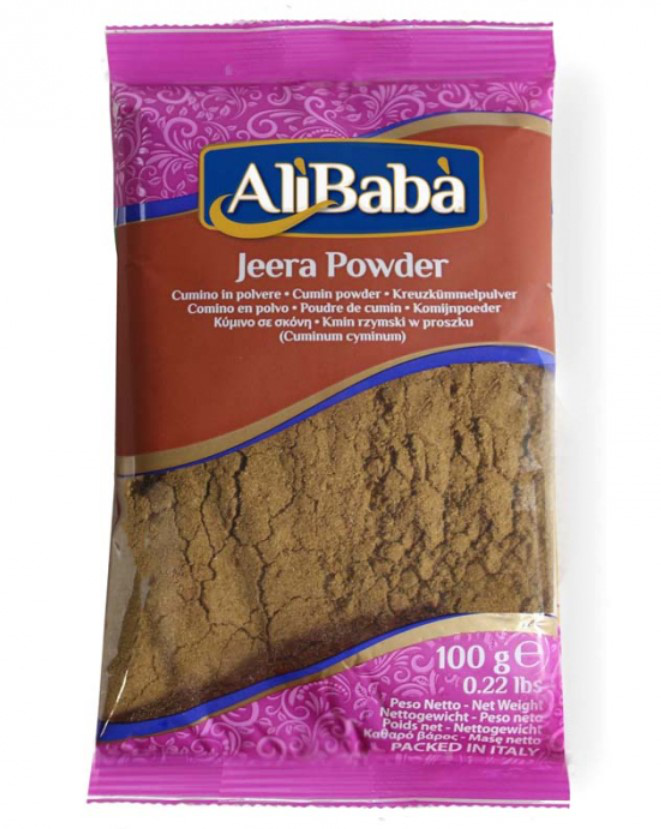 AlìBabà
Jeera Powder
Cumino in polvere • Cumin powder • Kreuzkümmelpulver
Comino en polvo • Poudre de cumin • Komijnpoeder
Κύμινο σε σκόνη • Kmin rzymski w proszku
(Cuminum cyminum)
100 g ℮
0.22 lbs
Peso Netto - Net Weight
Nettogewicht - Peso neto
Poids net - Nettogewicht
Καθαρό βάρος - Masę netto
PACKED IN ITALY